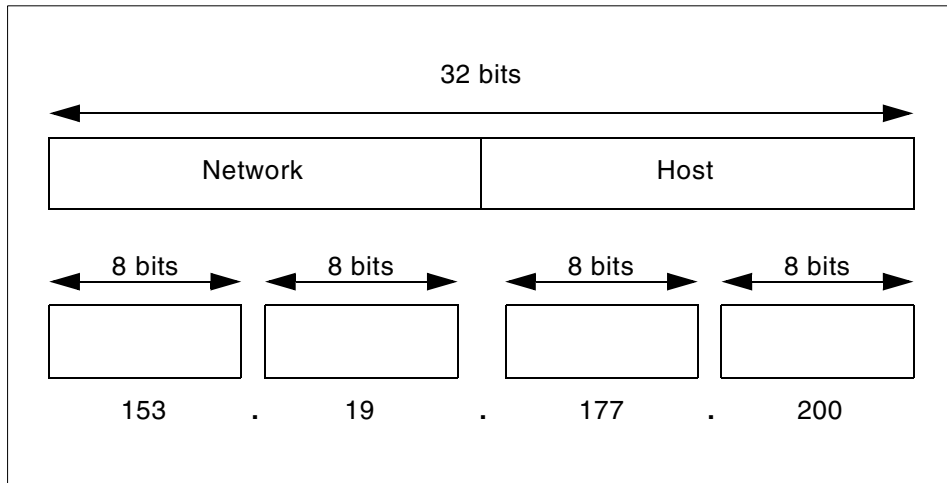 32 bits
Network Host
8 bits 8 bits 8 bits 8 bits
153 . 19 . 177 . 200